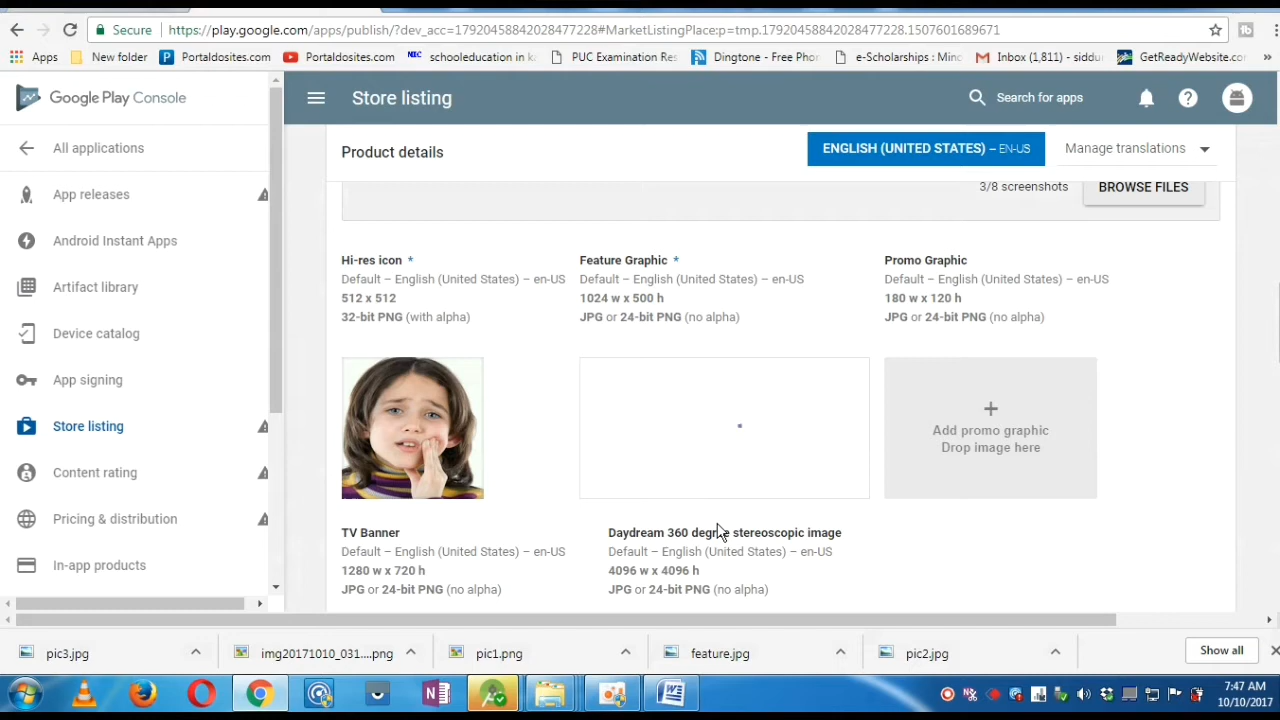 Secure
https://play.google.com/apps/publish/?dev_acc=17920458842028477228#MarketListingPlace:p=tmp.17920458842028477228.1507601689671
Apps
New folder
Portaldosites.com
Portaldosites.com
schooleducation in ka
PUC Examination Res
Dingtone - Free Phon
e-Scholarships : Mino
Inbox (1,811) - siddu
GetReadyWebsite.co
Google Play Console
Store listing
Search for apps
All applications
Product details
ENGLISH (UNITED STATES) – EN-US
Manage translations
App releases
3/8 screenshots
BROWSE FILES
Android Instant Apps
Artifact library
Device catalog
App signing
Store listing
Content rating
Pricing & distribution
In-app products
Hi-res icon *
Default – English (United States) – en-US
512 x 512
32-bit PNG (with alpha)
Feature Graphic *
Default – English (United States) – en-US
1024 w x 500 h
JPG or 24-bit PNG (no alpha)
Promo Graphic
Default – English (United States) – en-US
180 w x 120 h
JPG or 24-bit PNG (no alpha)
+
Add promo graphic
Drop image here
TV Banner
Default – English (United States) – en-US
1280 w x 720 h
JPG or 24-bit PNG (no alpha)
Daydream 360 degree stereoscopic image
Default – English (United States) – en-US
4096 w x 4096 h
JPG or 24-bit PNG (no alpha)
pic3.jpg
img20171010_031....png
pic1.png
feature.jpg
pic2.jpg
Show all
7:47 AM
10/10/2017